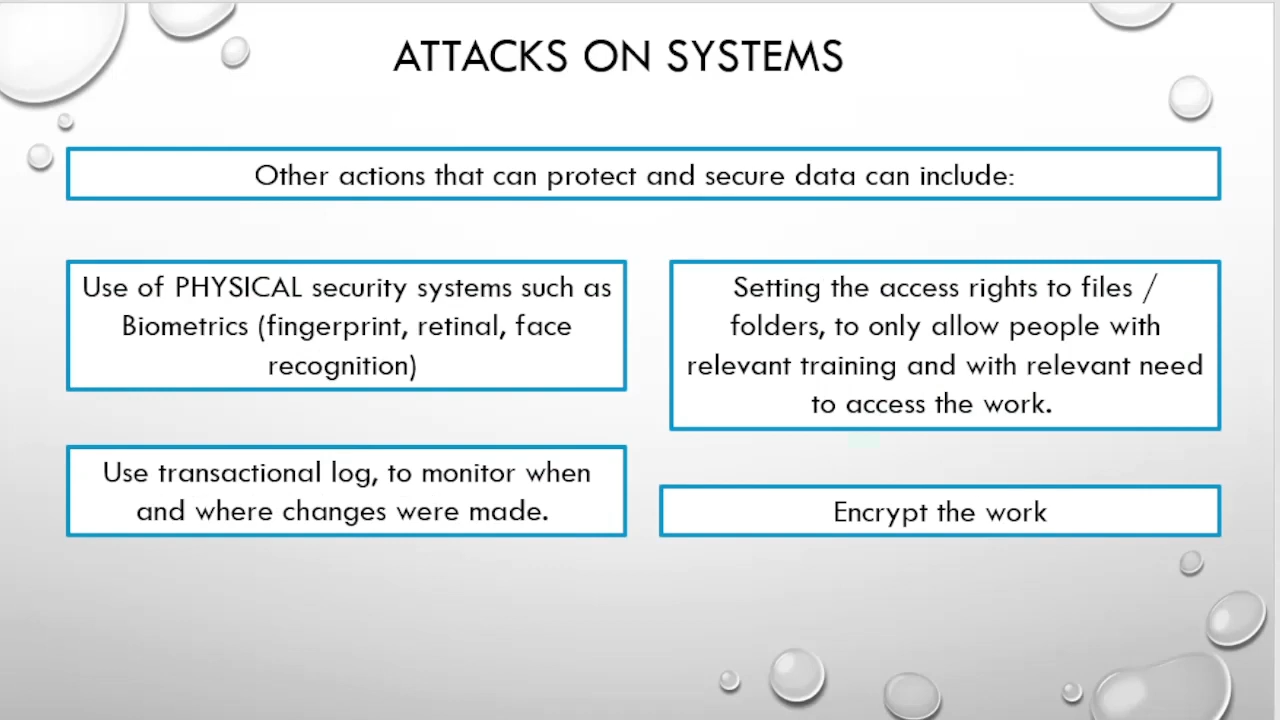 ATTACKS ON SYSTEMS
Other actions that can protect and secure data can include:
Use of PHYSICAL security systems such as
Biometrics (fingerprint, retinal, face
recognition)
Setting the access rights to files /
folders, to only allow people with
relevant training and with relevant need
to access the work.
Use transactional log, to monitor when
and where changes were made.
Encrypt the work